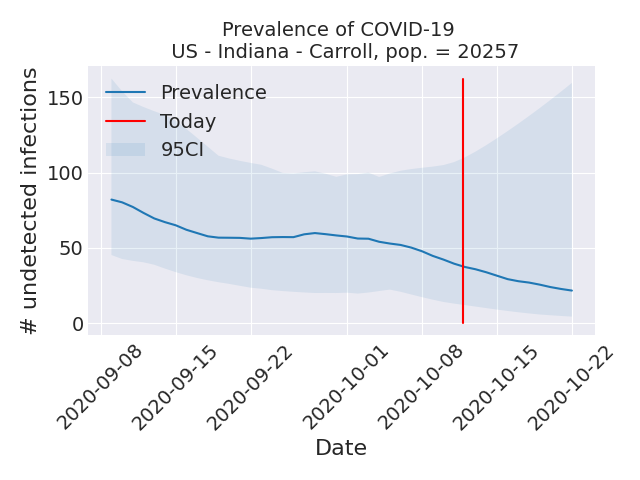 Prevalence of COVID-19
US - Indiana - Carroll, pop. = 20257
# undetected infections
150
100
50
0
Prevalence
Today
95CI
2020-09-08
2020-09-15
2020-09-22
2020-10-01
2020-10-08
2020-10-15
2020-10-22
Date